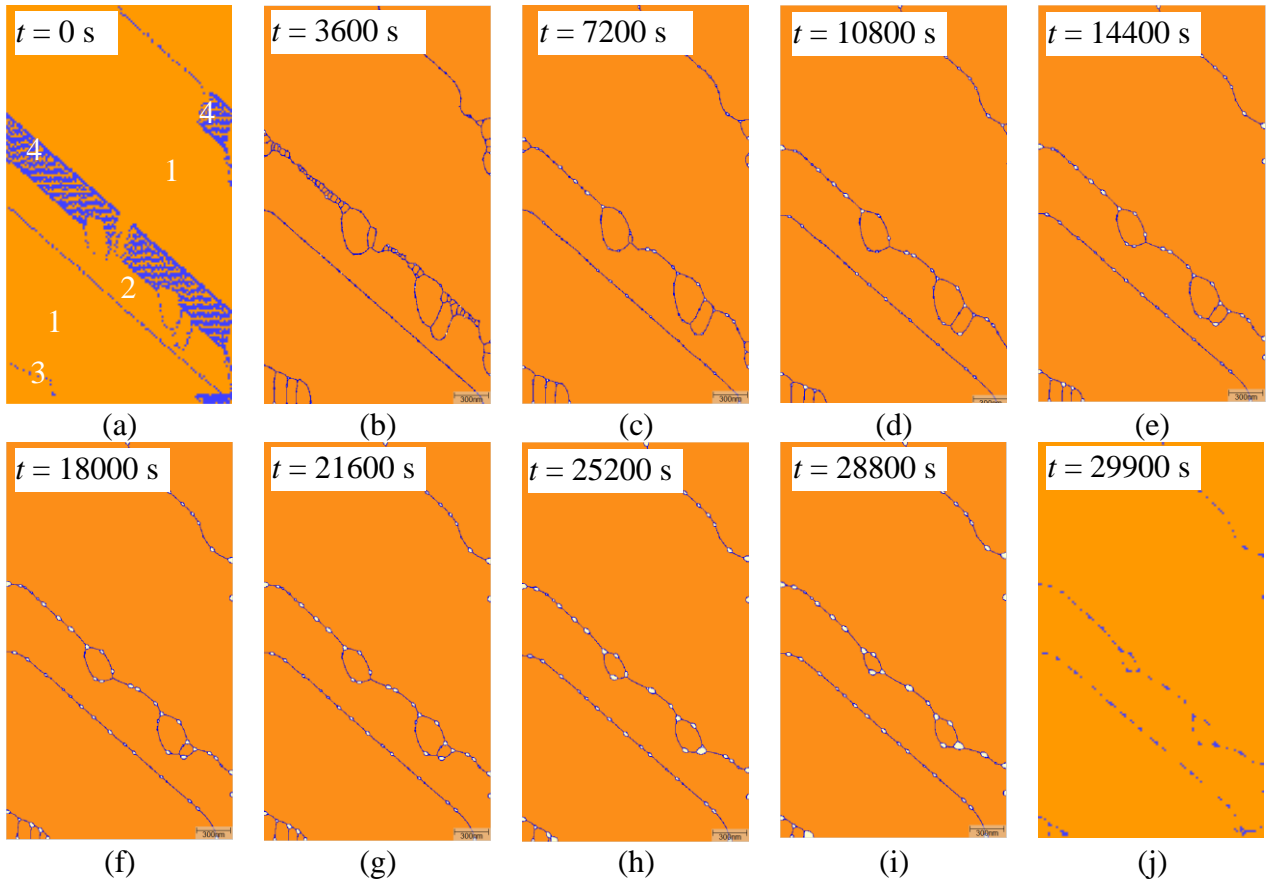 t = 0 s
t = 3600 s
t = 7200 s
t = 10800 s
t = 14400 s
4
4
1
2
1
3
300nm
300nm
300nm
300nm
(a)
(b)
(c)
(d)
(e)
t = 18000 s
t = 21600 s
t = 25200 s
t = 28800 s
t = 29900 s
300nm
300nm
300nm
300nm
(f)
(g)
(h)
(i)
(j)